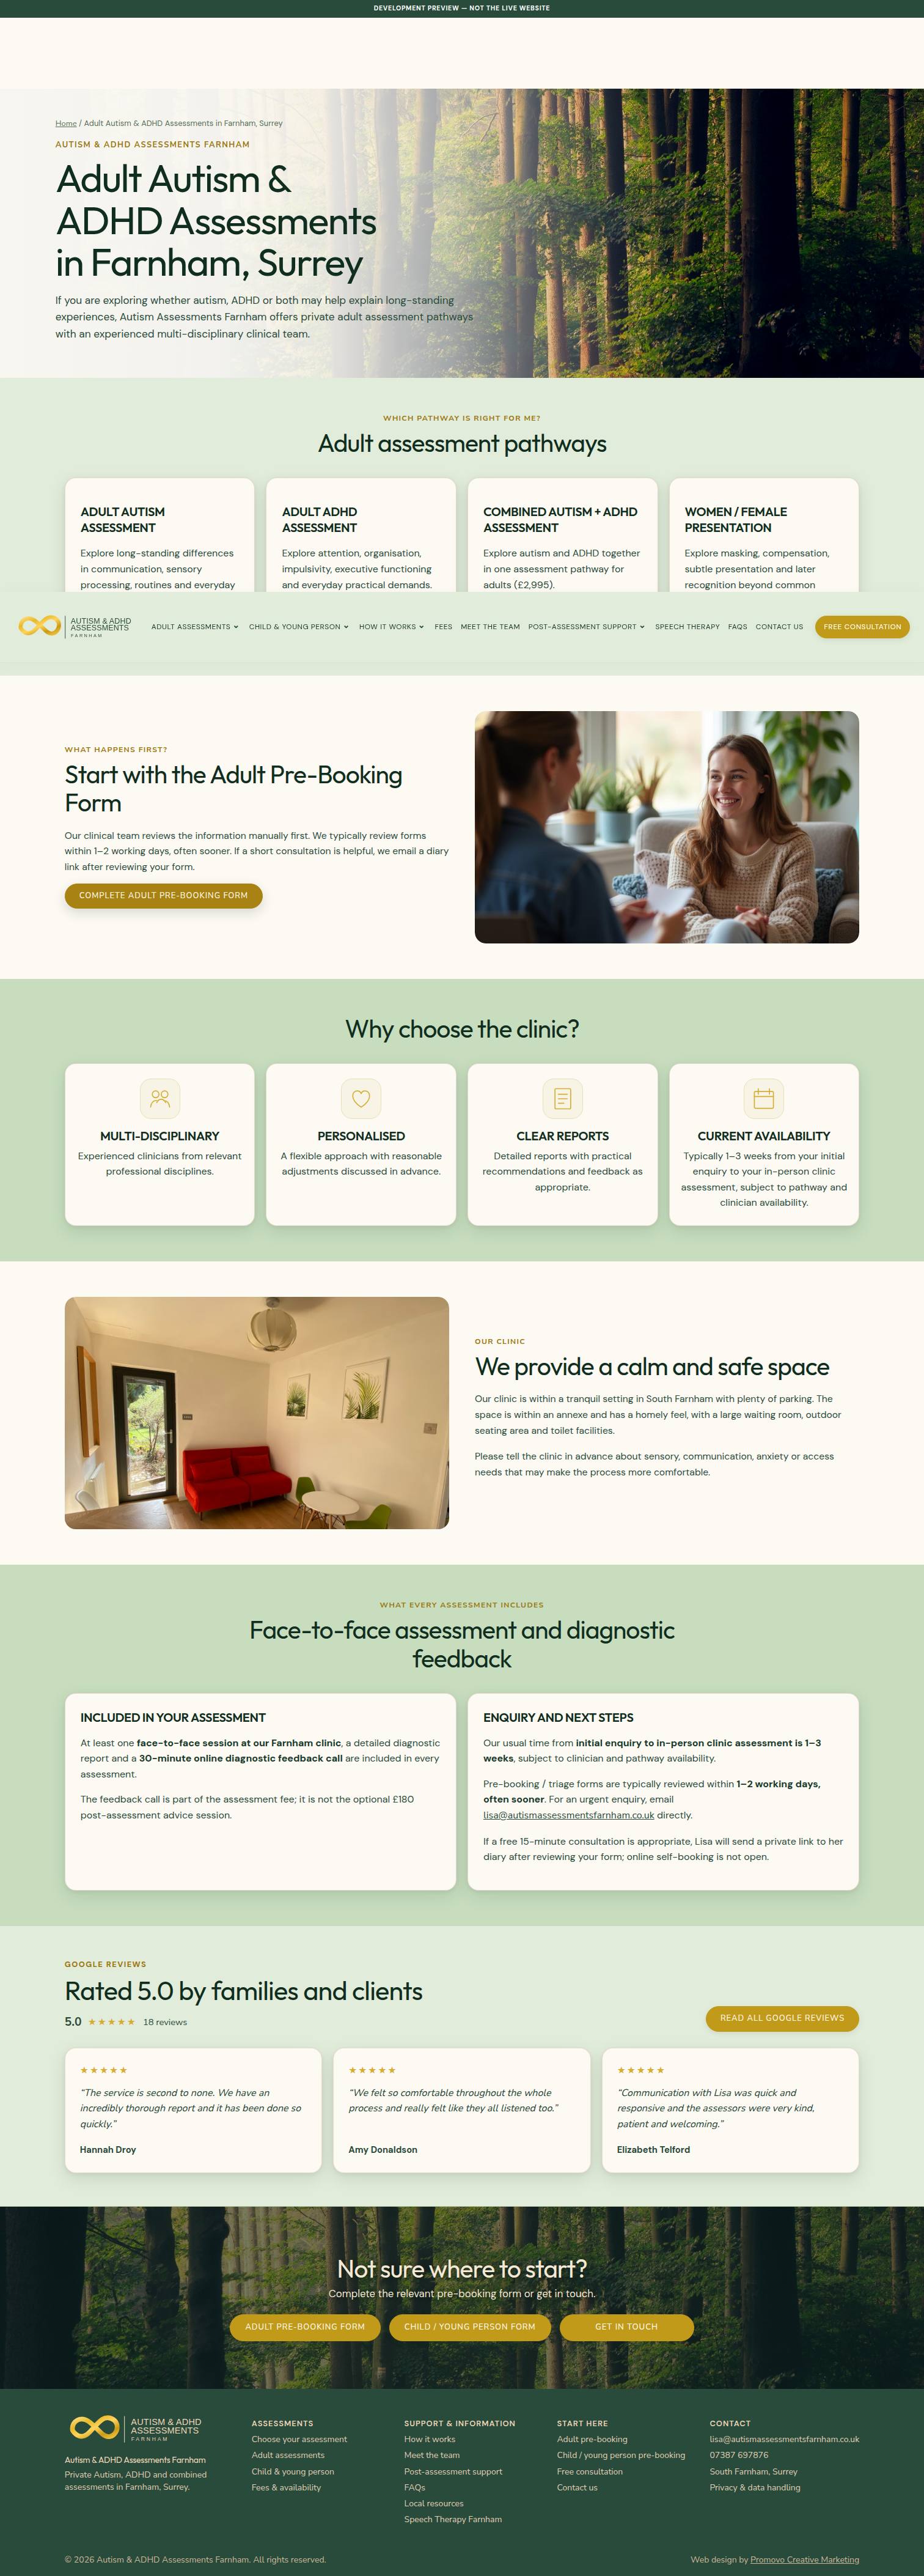 DEVELOPMENT PREVIEW — NOT THE LIVE WEBSITE
Home / Adult Autism & ADHD Assessments in Farnham, Surrey
AUTISM & ADHD ASSESSMENTS FARNHAM
Adult Autism &
ADHD Assessments
in Farnham, Surrey
If you are exploring whether autism, ADHD or both may help explain long-standing
experiences, Autism Assessments Farnham offers private adult assessment pathways
with an experienced multi-disciplinary clinical team.
WHICH PATHWAY IS RIGHT FOR ME?
Adult assessment pathways
ADULT AUTISM
ASSESSMENT
Explore long-standing differences
in communication, sensory
processing, routines and everyday
ADULT ADHD
ASSESSMENT
Explore attention, organisation,
impulsivity, executive functioning
and everyday practical demands.
COMBINED AUTISM + ADHD
ASSESSMENT
Explore autism and ADHD together
in one assessment pathway for
adults (£2,995).
WOMEN / FEMALE
PRESENTATION
Explore masking, compensation,
subtle presentation and later
recognition beyond common
AUTISM & ADHD
ASSESSMENTS
FARNHAM
ADULT ASSESSMENTS
CHILD & YOUNG PERSON
HOW IT WORKS
FEES
MEET THE TEAM
POST-ASSESSMENT SUPPORT
SPEECH THERAPY
FAQS
CONTACT US
FREE CONSULTATION
WHAT HAPPENS FIRST?
Start with the Adult Pre-Booking
Form
Our clinical team reviews the information manually first. We typically review forms
within 1–2 working days, often sooner. If a short consultation is helpful, we email a diary
link after reviewing your form.
COMPLETE ADULT PRE-BOOKING FORM
Why choose the clinic?
MULTI-DISCIPLINARY
Experienced clinicians from relevant
professional disciplines.
PERSONALISED
A flexible approach with reasonable
adjustments discussed in advance.
CLEAR REPORTS
Detailed reports with practical
recommendations and feedback as
appropriate.
CURRENT AVAILABILITY
Typically 1–3 weeks from your initial
enquiry to your in-person clinic
assessment, subject to pathway and
clinician availability.
OUR CLINIC
We provide a calm and safe space
Our clinic is within a tranquil setting in South Farnham with plenty of parking. The
space is within an annexe and has a homely feel, with a large waiting room, outdoor
seating area and toilet facilities.
Please tell the clinic in advance about sensory, communication, anxiety or access
needs that may make the process more comfortable.
WHAT EVERY ASSESSMENT INCLUDES
Face-to-face assessment and diagnostic
feedback
INCLUDED IN YOUR ASSESSMENT
At least one face-to-face session at our Farnham clinic, a detailed diagnostic
report and a 30-minute online diagnostic feedback call are included in every
assessment.
The feedback call is part of the assessment fee; it is not the optional £180
post-assessment advice session.
ENQUIRY AND NEXT STEPS
Our usual time from initial enquiry to in-person clinic assessment is 1–3
weeks, subject to clinician and pathway availability.
Pre-booking / triage forms are typically reviewed within 1–2 working days,
often sooner. For an urgent enquiry, email
lisa@autismassessmentsfarnham.co.uk directly.
If a free 15-minute consultation is appropriate, Lisa will send a private link to her
diary after reviewing your form; online self-booking is not open.
GOOGLE REVIEWS
Rated 5.0 by families and clients
5.0 ★★★★★ 18 reviews
READ ALL GOOGLE REVIEWS
★★★★★
“The service is second to none. We have an
incredibly thorough report and it has been done so
quickly.”
Hannah Droy
★★★★★
“We felt so comfortable throughout the whole
process and really felt like they all listened too.”
Amy Donaldson
★★★★★
“Communication with Lisa was quick and
responsive and the assessors were very kind,
patient and welcoming.”
Elizabeth Telford
Not sure where to start?
Complete the relevant pre-booking form or get in touch.
ADULT PRE-BOOKING FORM
CHILD / YOUNG PERSON FORM
GET IN TOUCH
AUTISM & ADHD
ASSESSMENTS
FARNHAM
Autism & ADHD Assessments Farnham
Private Autism, ADHD and combined
assessments in Farnham, Surrey.
ASSESSMENTS
Choose your assessment
Adult assessments
Child & young person
Fees & availability
SUPPORT & INFORMATION
How it works
Meet the team
Post-assessment support
FAQs
Local resources
Speech Therapy Farnham
START HERE
Adult pre-booking
Child / young person pre-booking
Free consultation
Contact us
CONTACT
lisa@autismassessmentsfarnham.co.uk
07387 697876
South Farnham, Surrey
Privacy & data handling
© 2026 Autism & ADHD Assessments Farnham. All rights reserved.
Web design by Promovo Creative Marketing